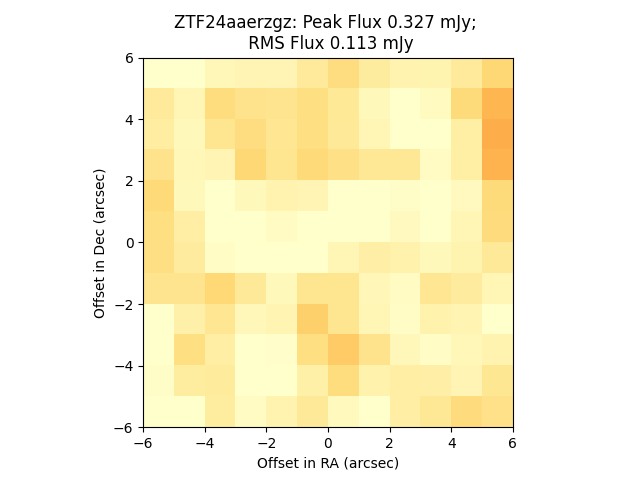 ZTF24aaerzgz: Peak Flux 0.327 mJy;
RMS Flux 0.113 mJy
6
4
2
0
−2
−4
−6
Offset in Dec (arcsec)
−6 −4 −2 0 2 4 6
Offset in RA (arcsec)